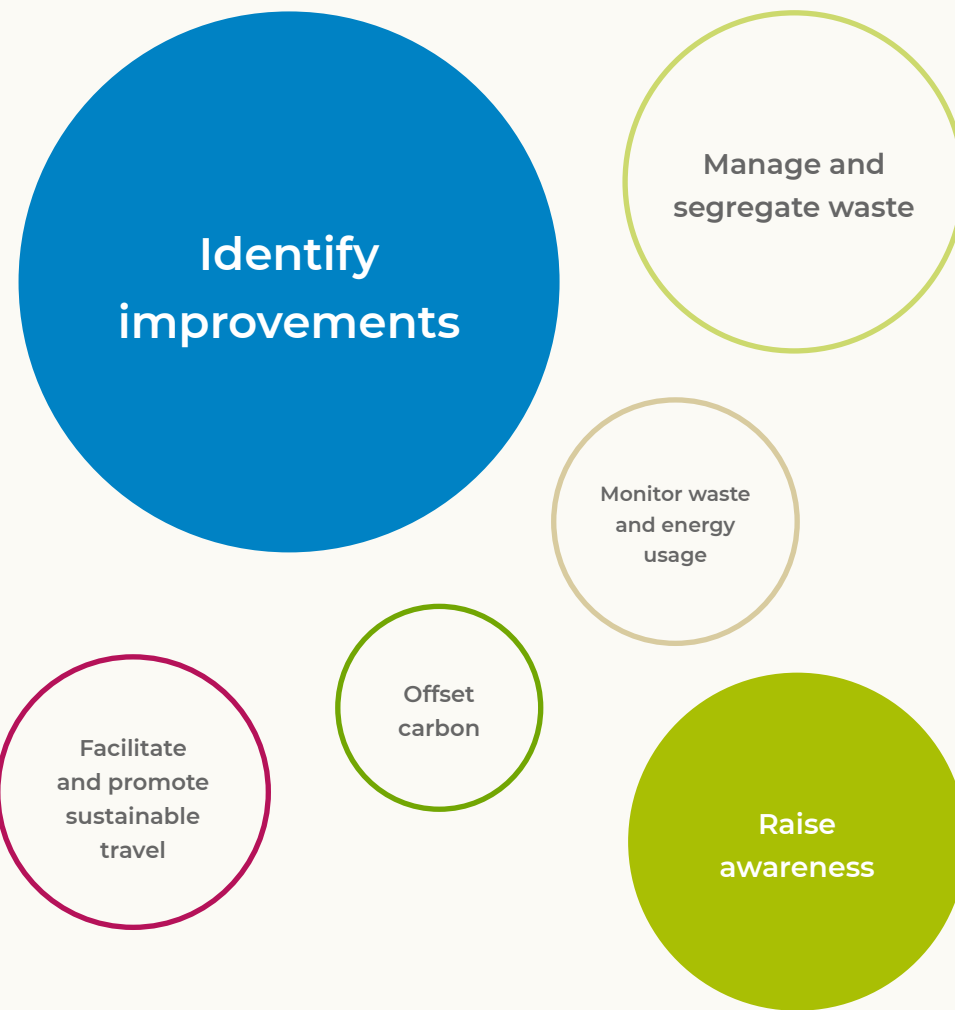 Identify
improvements
Manage and
segregate waste
Monitor waste
and energy
usage
Offset
carbon
Facilitate
and promote
sustainable
travel
Raise
awareness